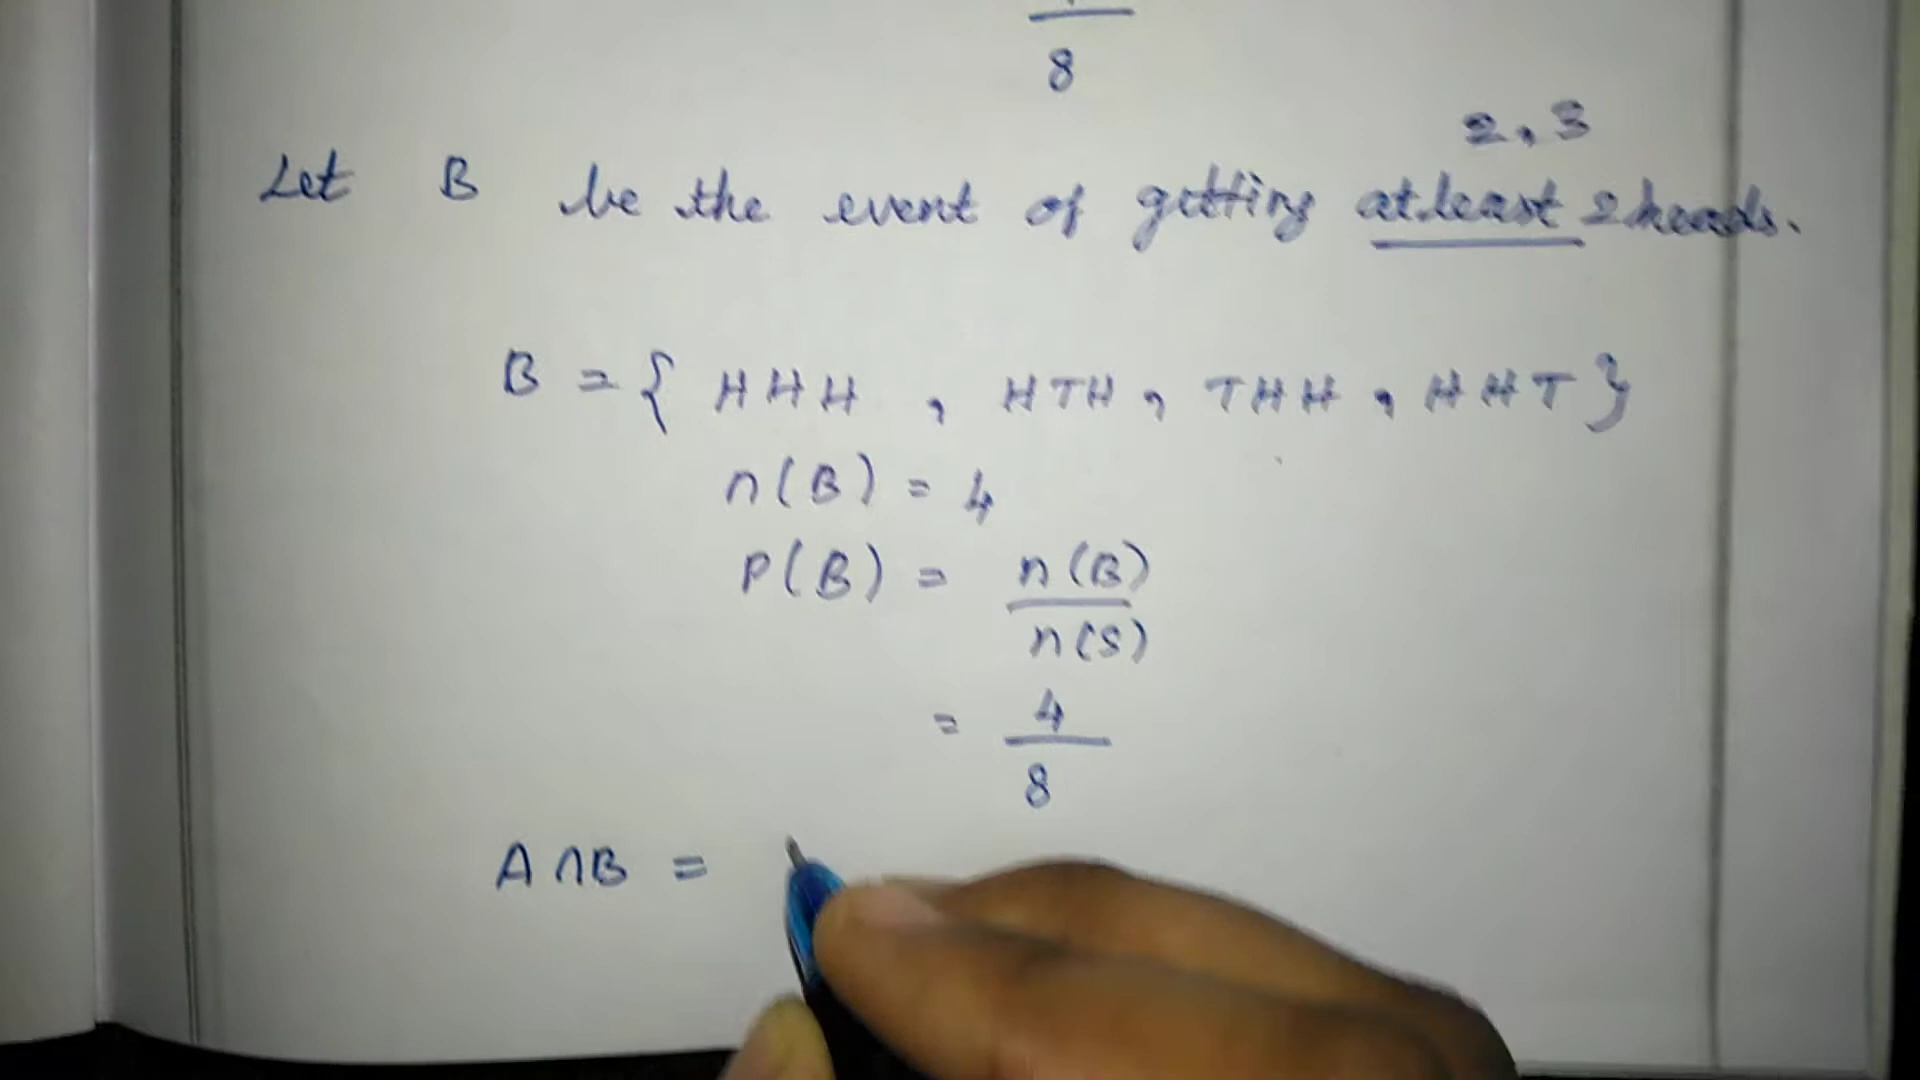 8
2, 3
Let B be the event of getting atleast 2 heads.
B = { HHH , HTH , THH , HHT }
n(B) = 4
P(B) = n(B)
n(S)
= 4
8
A∩B =